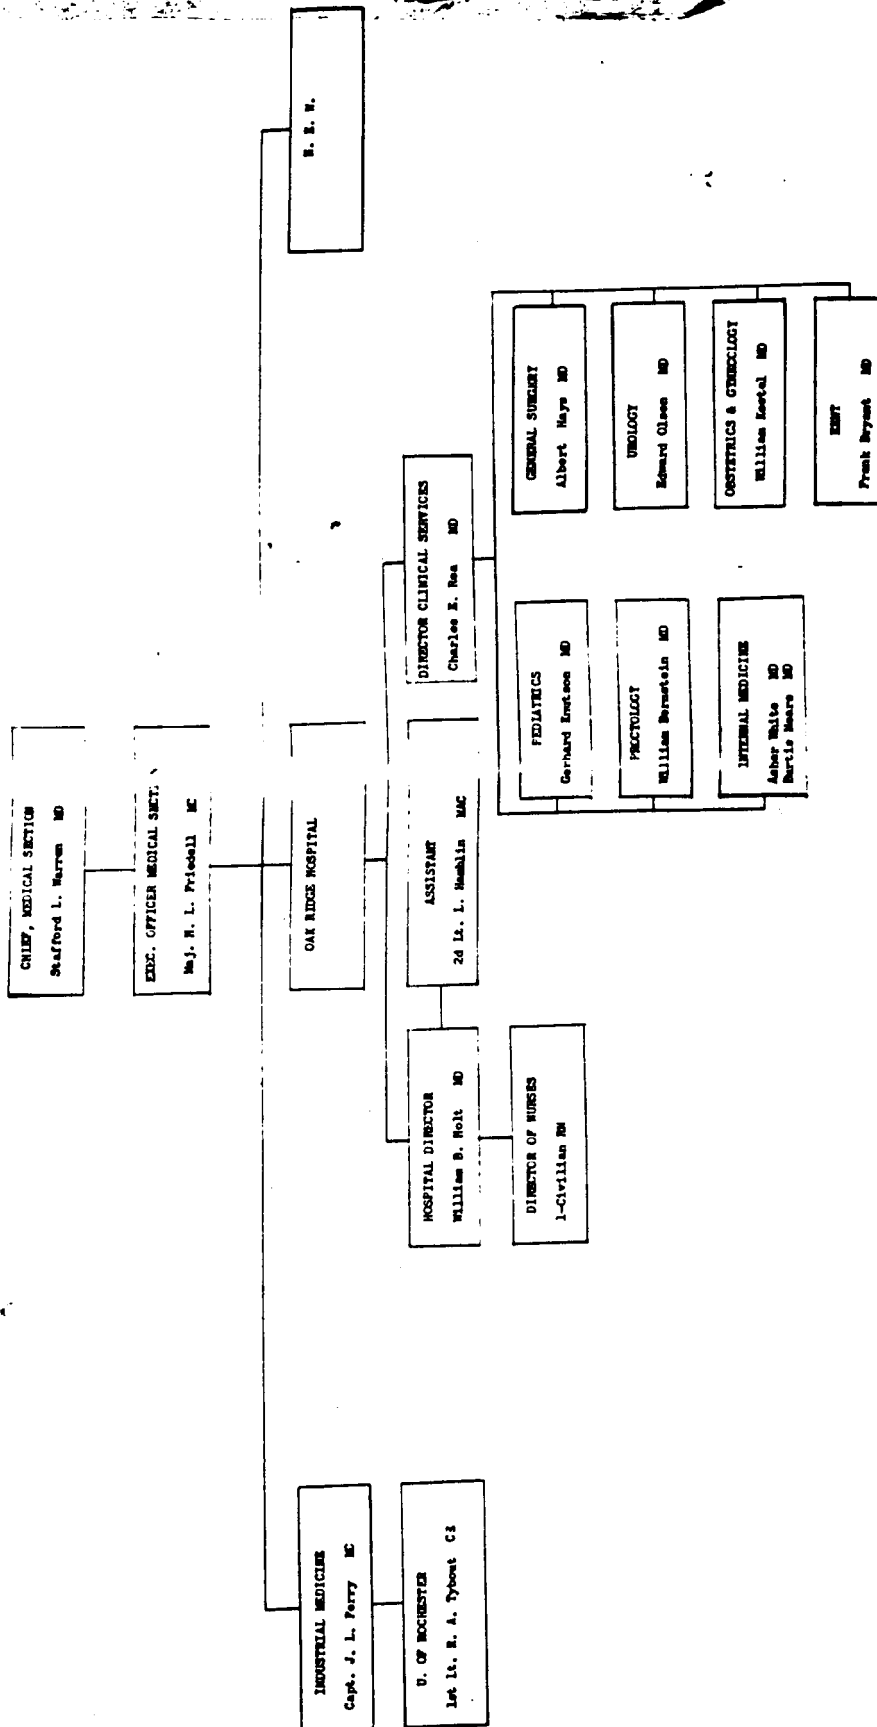 CHIEF, MEDICAL SECTION
Stafford L. Warren MD
EXEC. OFFICER MEDICAL SECTI
Maj. H. L. Friedell MC
INDUSTRIAL MEDICINE
Capt. J. L. Ferry MC
OAK RIDGE HOSPITAL
U. OF ROCHESTER
1st Lt. R. A. Tybout CE
HOSPITAL DIRECTOR
William B. Holt MD
ASSISTANT
2d Lt. L. Hamblin MAC
DIRECTOR CLINICAL SERVICES
Charles E. Rea MD
DIRECTOR OF NURSES
1-Civilian RN
PEDIATRICS
Gerhard Knutson MD
GENERAL SURGERY
Albert Hays MD
PROCTOLOGY
William Bernstein MD
UROLOGY
Edward Olsen MD
INTERNAL MEDICINE
Asher White MD
MD
OBSTETRICS & GYNECOLOGY
William MD
EENT
Frank Bryant MD